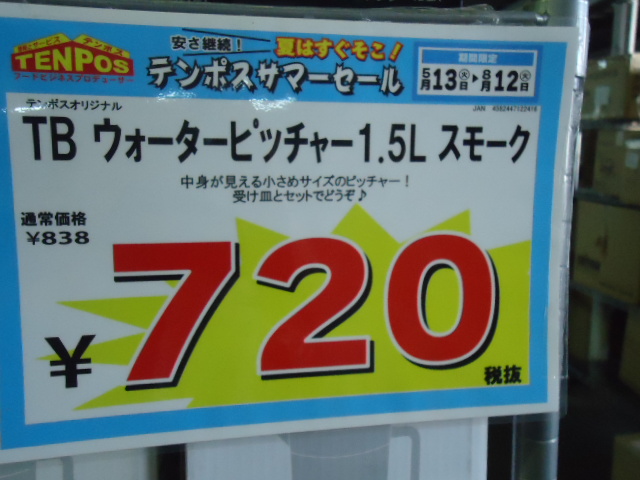 テンポス
TENPOS
フードビジネスプロデューサー
安さ継続!
夏はすぐそこ!
テンポスサマーセール
期間限定
5月13日火▶8月12日火
テンポスオリジナル
JAN 4562447122418
TB ウォーターピッチャー1.5L スモーク
中身が見える小さめサイズのピッチャー!
受け皿とセットでどうぞ♪
通常価格
¥838
¥720
税抜